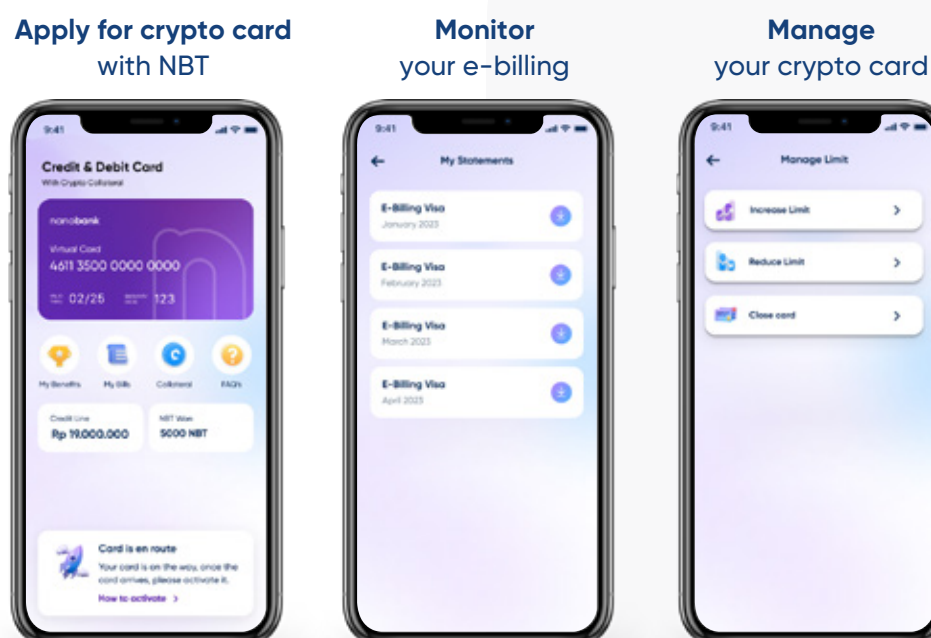 Apply for crypto card
with NBT
9:41
Credit & Debit Card
With Crypto Collateral
nanobank
Virtual Card
4611 3500 0000 0000
02/25
123
My Benefits
My Bills
Collateral
FAQ's
Credit Line
Rp 19.000.000
NBT Won
5000 NBT
Card is en route
Your card is on the way, once the
card arrives, please activate it.
How to activate >
Monitor
your e-billing
9:41
My Statements
E-Billing Visa
January 2023
E-Billing Visa
February 2023
E-Billing Visa
March 2023
E-Billing Visa
April 2023
Manage
your crypto card
9:41
Manage Limit
Increase Limit
Reduce Limit
Close card